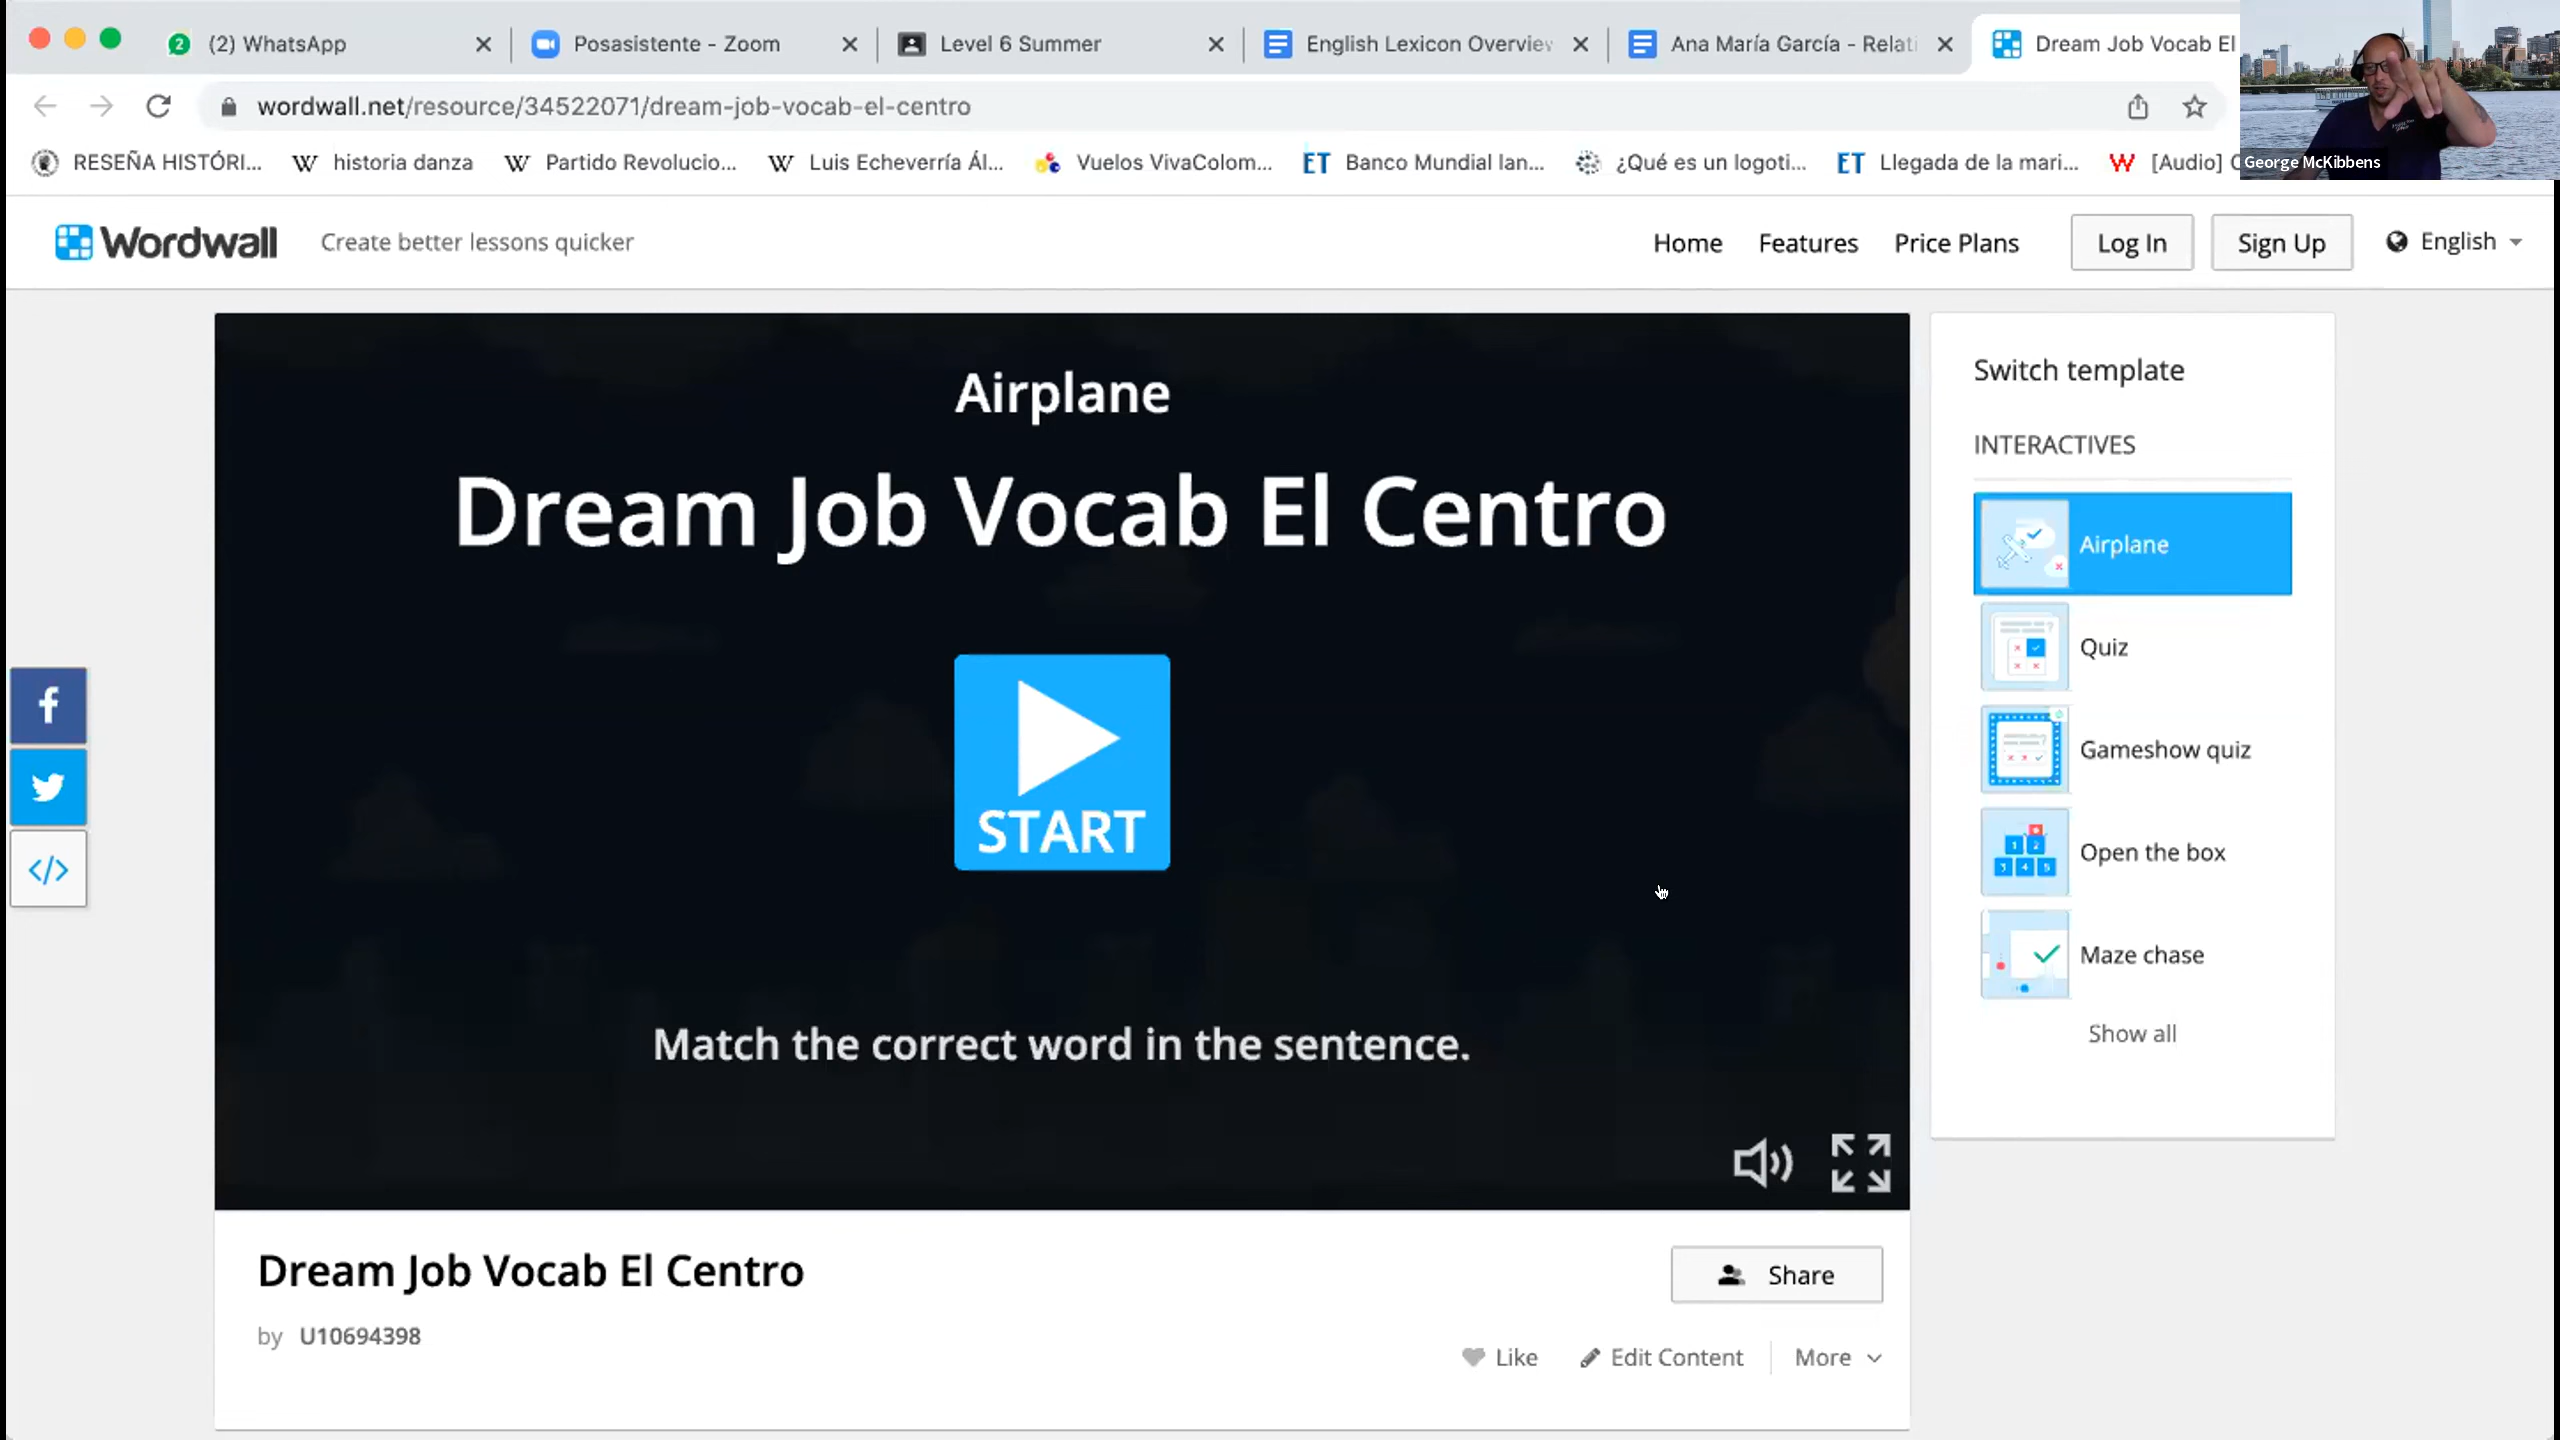 (2) WhatsApp
Posasistente - Zoom
Level 6 Summer
English Lexicon Overview
Ana María García - Relati
Dream Job Vocab El
wordwall.net/resource/34522071/dream-job-vocab-el-centro
RESEÑA HISTÓRI...
historia danza
Partido Revolucio...
Luis Echeverría Ál...
Vuelos VivaColom...
ET Banco Mundial lan...
¿Qué es un logoti...
ET Llegada de la mari...
[Audio]
George McKibbens
Wordwall
Create better lessons quicker
Home
Features
Price Plans
Log In
Sign Up
English
Airplane
Dream Job Vocab El Centro
START
Match the correct word in the sentence.
Switch template
INTERACTIVES
Airplane
Quiz
Gameshow quiz
Open the box
Maze chase
Show all
Dream Job Vocab El Centro
Share
by U10694398
Like
Edit Content
More